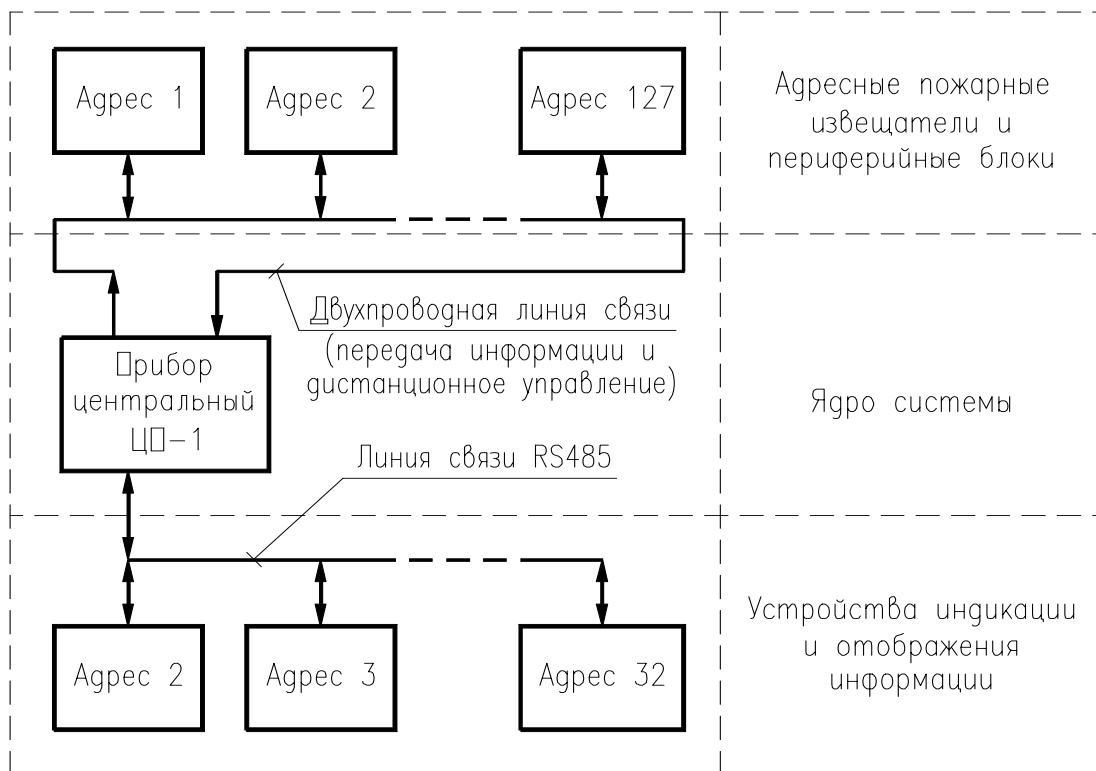 Адрес 1
Адрес 2
Адрес 127
Адресные пожарные
извещатели и
периферийные блоки
Двухпроводная линия связи
(передача информации и
дистанционное управление)
Прибор
центральный
ЦП-1
Ядро системы
Линия связи RS485
Адрес 2
Адрес 3
Адрес 32
Устройства индикации
и отображения
информации